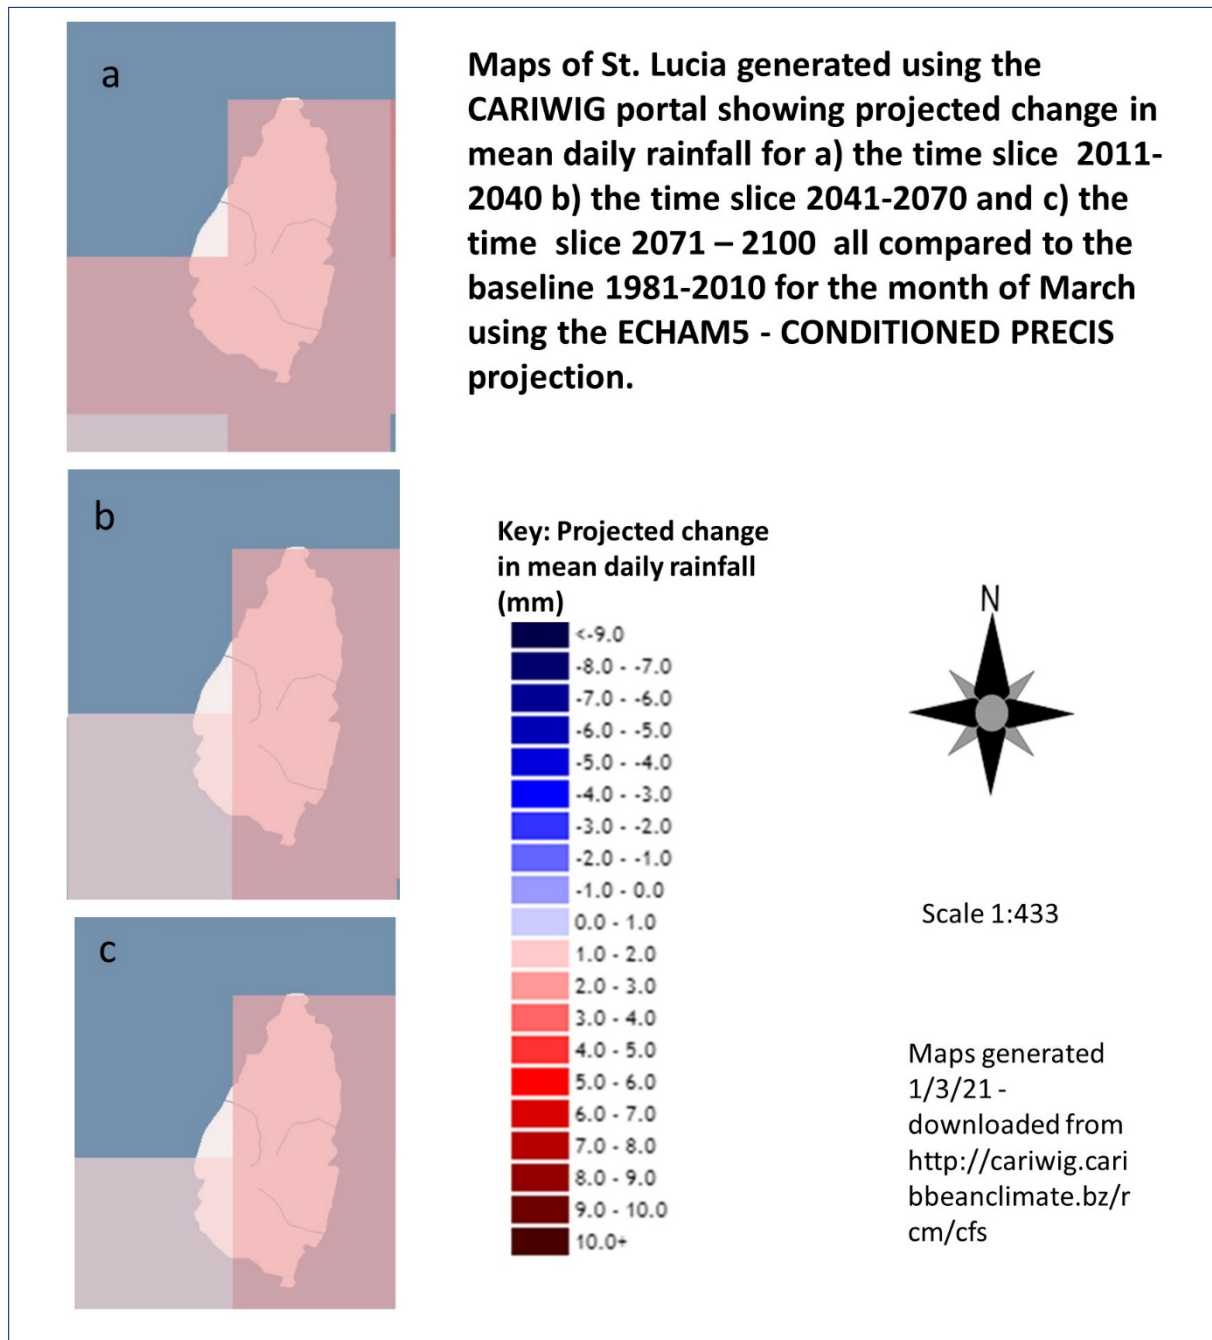 a
Maps of St. Lucia generated using the
CARIWIG portal showing projected change in
mean daily rainfall for a) the time slice  2011-
2040 b) the time slice 2041-2070 and c) the
time  slice 2071 – 2100  all compared to the
baseline 1981-2010 for the month of March
using the ECHAM5 - CONDITIONED PRECIS
projection.
b
Key: Projected change
in mean daily rainfall
(mm)
<-9.0
-8.0 - -7.0
-7.0 - -6.0
-6.0 - -5.0
-5.0 - -4.0
-4.0 - -3.0
-3.0 - -2.0
-2.0 - -1.0
-1.0 - 0.0
0.0 - 1.0
1.0 - 2.0
2.0 - 3.0
3.0 - 4.0
4.0 - 5.0
5.0 - 6.0
6.0 - 7.0
7.0 - 8.0
8.0 - 9.0
9.0 - 10.0
10.0+
N
Scale 1:433
c
Maps generated
1/3/21 -
downloaded from
http://cariwig.cari
bbeanclimate.bz/r
cm/cfs